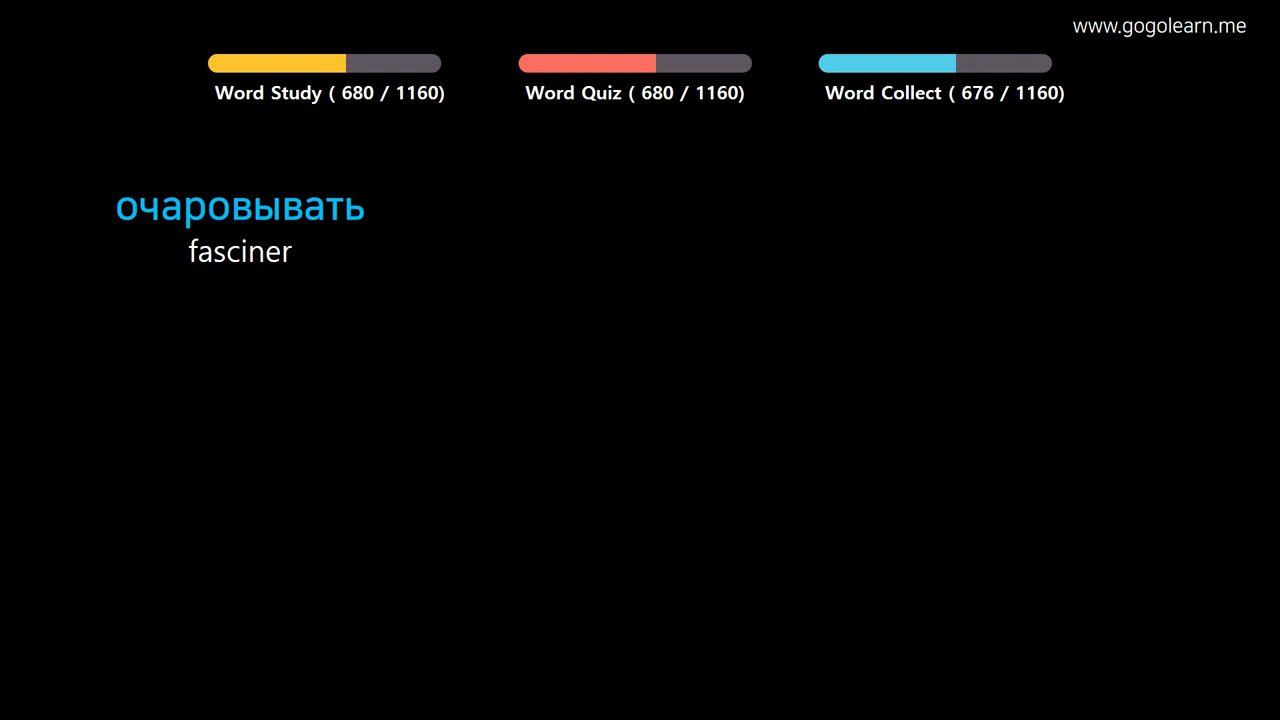 www.gogolearn.me
Word Study ( 680 / 1160)
Word Quiz ( 680 / 1160)
Word Collect ( 676 / 1160)
очаровывать
fasciner